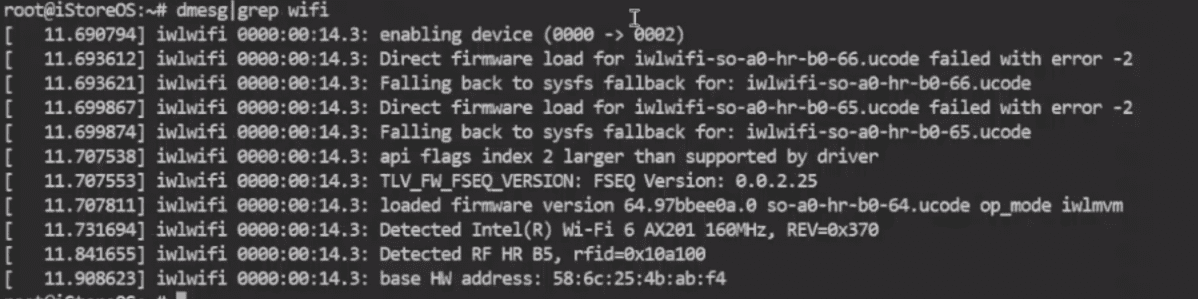 root@iStoreOS:~# dmesg|grep wifi
[   11.690794] iwlwifi 0000:00:14.3: enabling device (0000 -> 0002)
[   11.693612] iwlwifi 0000:00:14.3: Direct firmware load for iwlwifi-so-a0-hr-b0-66.ucode failed with error -2
[   11.693621] iwlwifi 0000:00:14.3: Falling back to sysfs fallback for: iwlwifi-so-a0-hr-b0-66.ucode
[   11.699867] iwlwifi 0000:00:14.3: Direct firmware load for iwlwifi-so-a0-hr-b0-65.ucode failed with error -2
[   11.699874] iwlwifi 0000:00:14.3: Falling back to sysfs fallback for: iwlwifi-so-a0-hr-b0-65.ucode
[   11.707538] iwlwifi 0000:00:14.3: api flags index 2 larger than supported by driver
[   11.707553] iwlwifi 0000:00:14.3: TLV_FW_FSEQ_VERSION: FSEQ Version: 0.0.2.25
[   11.707811] iwlwifi 0000:00:14.3: loaded firmware version 64.97bbee0a.0 so-a0-hr-b0-64.ucode op_mode iwlmvm
[   11.731694] iwlwifi 0000:00:14.3: Detected Intel(R) Wi-Fi 6 AX201 160MHz, REV=0x370
[   11.841655] iwlwifi 0000:00:14.3: Detected RF HR B5, rfid=0x10a100
[   11.908623] iwlwifi 0000:00:14.3: base HW address: 58:6c:25:4b:ab:f4